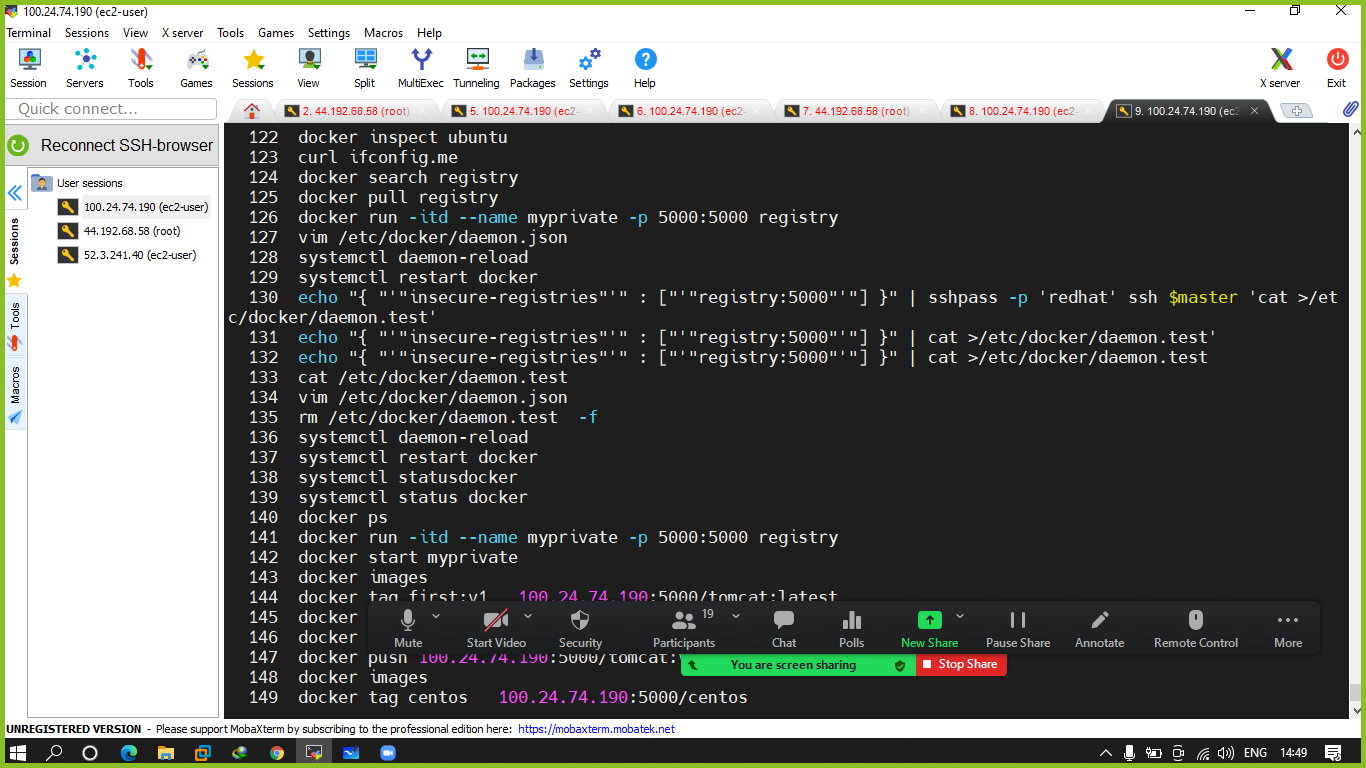 100.24.74.190 (ec2-user)
Terminal Sessions View X server Tools Games Settings Macros Help
Session Servers Tools Games Sessions View Split MultiExec Tunneling Packages Settings Help X server Exit
Quick connect...
2. 44.192.68.58 (root) 5. 100.24.74.190 (ec2- 6. 100.24.74.190 (ec2- 7. 44.192.68.58 (root) 8. 100.24.74.190 (ec2- 9. 100.24.74.190 (ec2
Reconnect SSH-browser
User sessions
100.24.74.190 (ec2-user)
44.192.68.58 (root)
52.3.241.40 (ec2-user)
Sessions
Tools
Macros
122 docker inspect ubuntu
123 curl ifconfig.me
124 docker search registry
125 docker pull registry
126 docker run -itd --name myprivate -p 5000:5000 registry
127 vim /etc/docker/daemon.json
128 systemctl daemon-reload
129 systemctl restart docker
130 echo "{ "'"insecure-registries"'" : ["'"registry:5000"'"] }" | sshpass -p 'redhat' ssh $master 'cat >/et
c/docker/daemon.test'
131 echo "{ "'"insecure-registries"'" : ["'"registry:5000"'"] }" | cat >/etc/docker/daemon.test'
132 echo "{ "'"insecure-registries"'" : ["'"registry:5000"'"] }" | cat >/etc/docker/daemon.test
133 cat /etc/docker/daemon.test
134 vim /etc/docker/daemon.json
135 rm /etc/docker/daemon.test -f
136 systemctl daemon-reload
137 systemctl restart docker
138 systemctl statusdocker
139 systemctl status docker
140 docker ps
141 docker run -itd --name myprivate -p 5000:5000 registry
142 docker start myprivate
143 docker images
144 docker tag first:v1 100.24.74.190:5000/tomcat:latest
145 docker
146 docker
147 docker push 100.24.74.190:5000/tomcat:
148 docker images
149 docker tag centos 100.24.74.190:5000/centos
19
Mute Start Video Security Participants Chat Polls New Share Pause Share Annotate Remote Control More
You are screen sharing Stop Share
UNREGISTERED VERSION - Please support MobaXterm by subscribing to the professional edition here: https://mobaxterm.mobatek.net
ENG 14:49